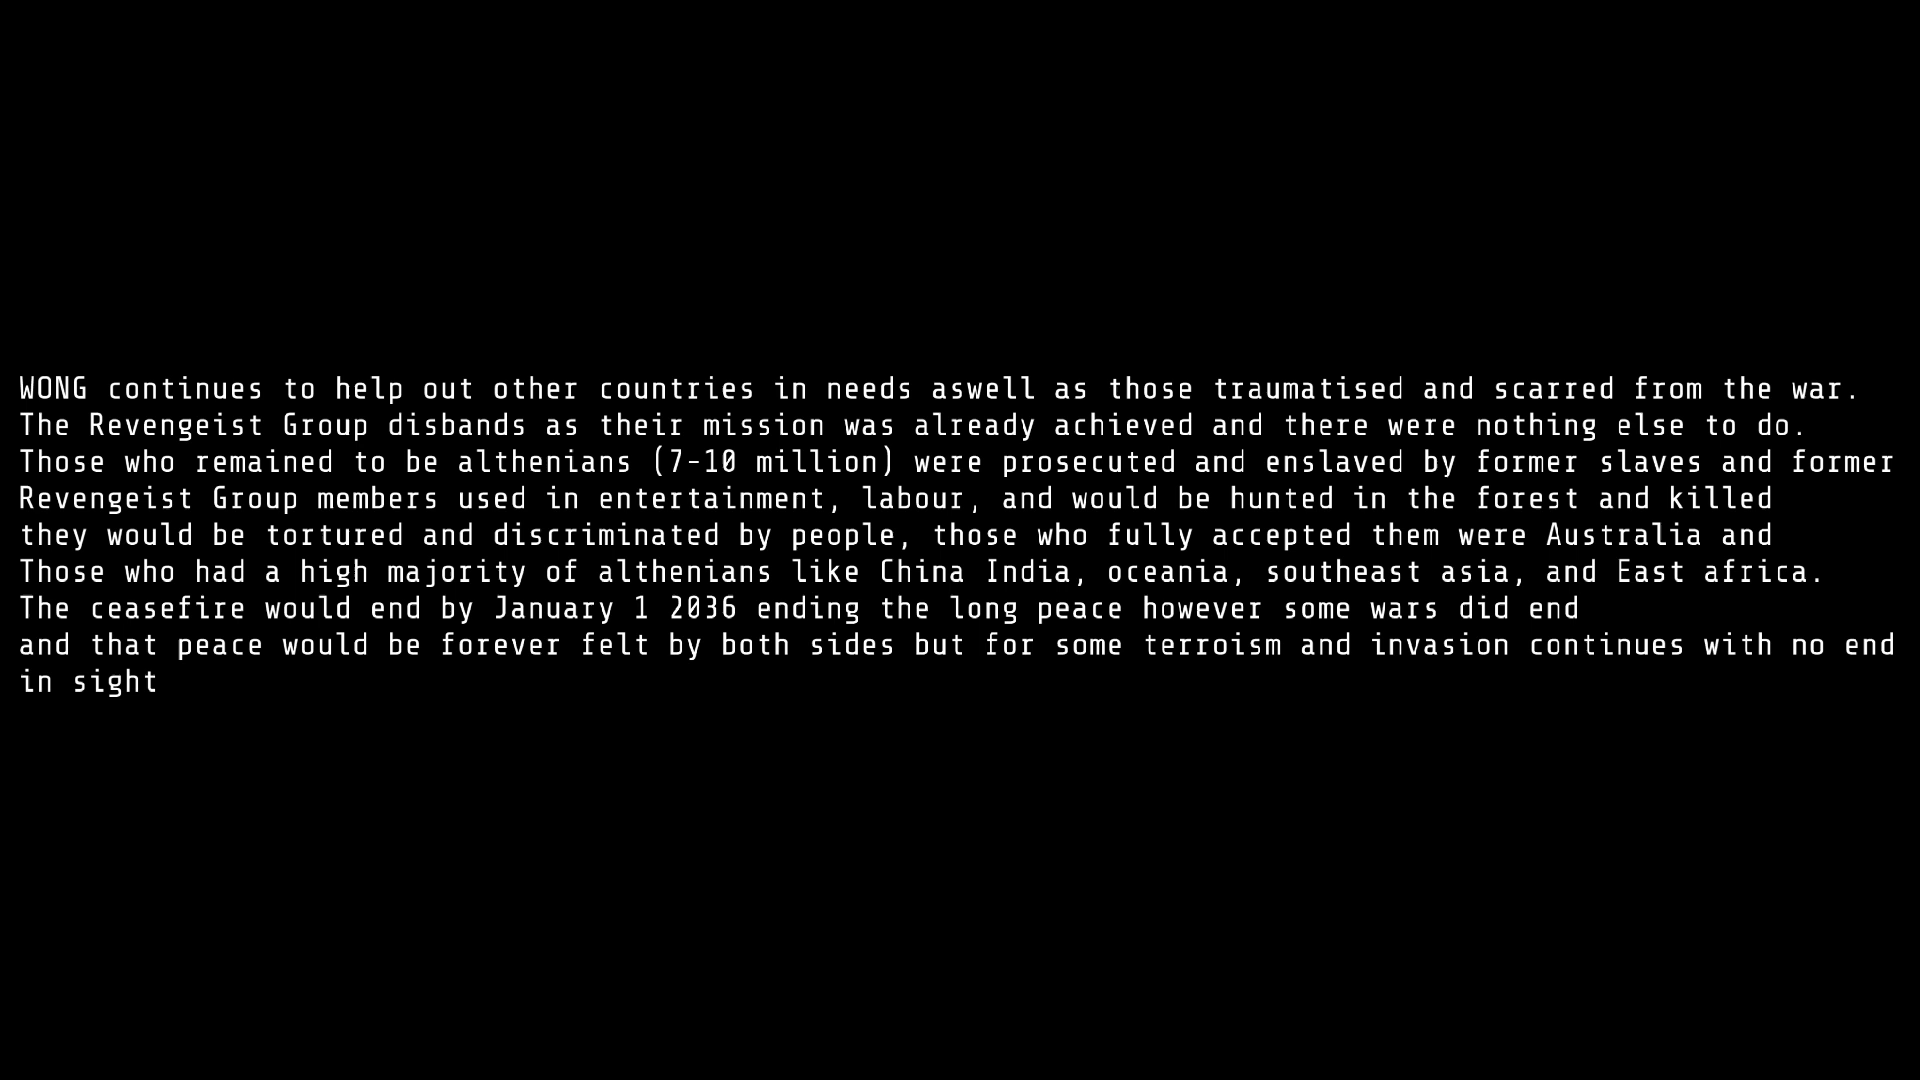 WONG continues to help out other countries in needs aswell as those traumatised and scarred from the war.
The Revengeist Group disbands as their mission was already achieved and there were nothing else to do.
Those who remained to be althenians (7-10 million) were prosecuted and enslaved by former slaves and former
Revengeist Group members used in entertainment, labour, and would be hunted in the forest and killed
they would be tortured and discriminated by people, those who fully accepted them were Australia and
Those who had a high majority of althenians like China India, oceania, southeast asia, and East africa.
The ceasefire would end by January 1 2036 ending the long peace however some wars did end
and that peace would be forever felt by both sides but for some terroism and invasion continues with no end
in sight